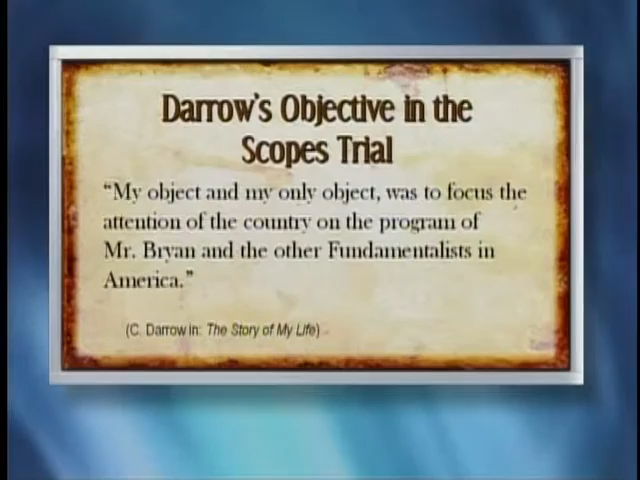 Darrow's Objective in the
Scopes Trial
“My object and my only object, was to focus the
attention of the country on the program of
Mr. Bryan and the other Fundamentalists in
America.”
(C. Darrow in: The Story of My Life)